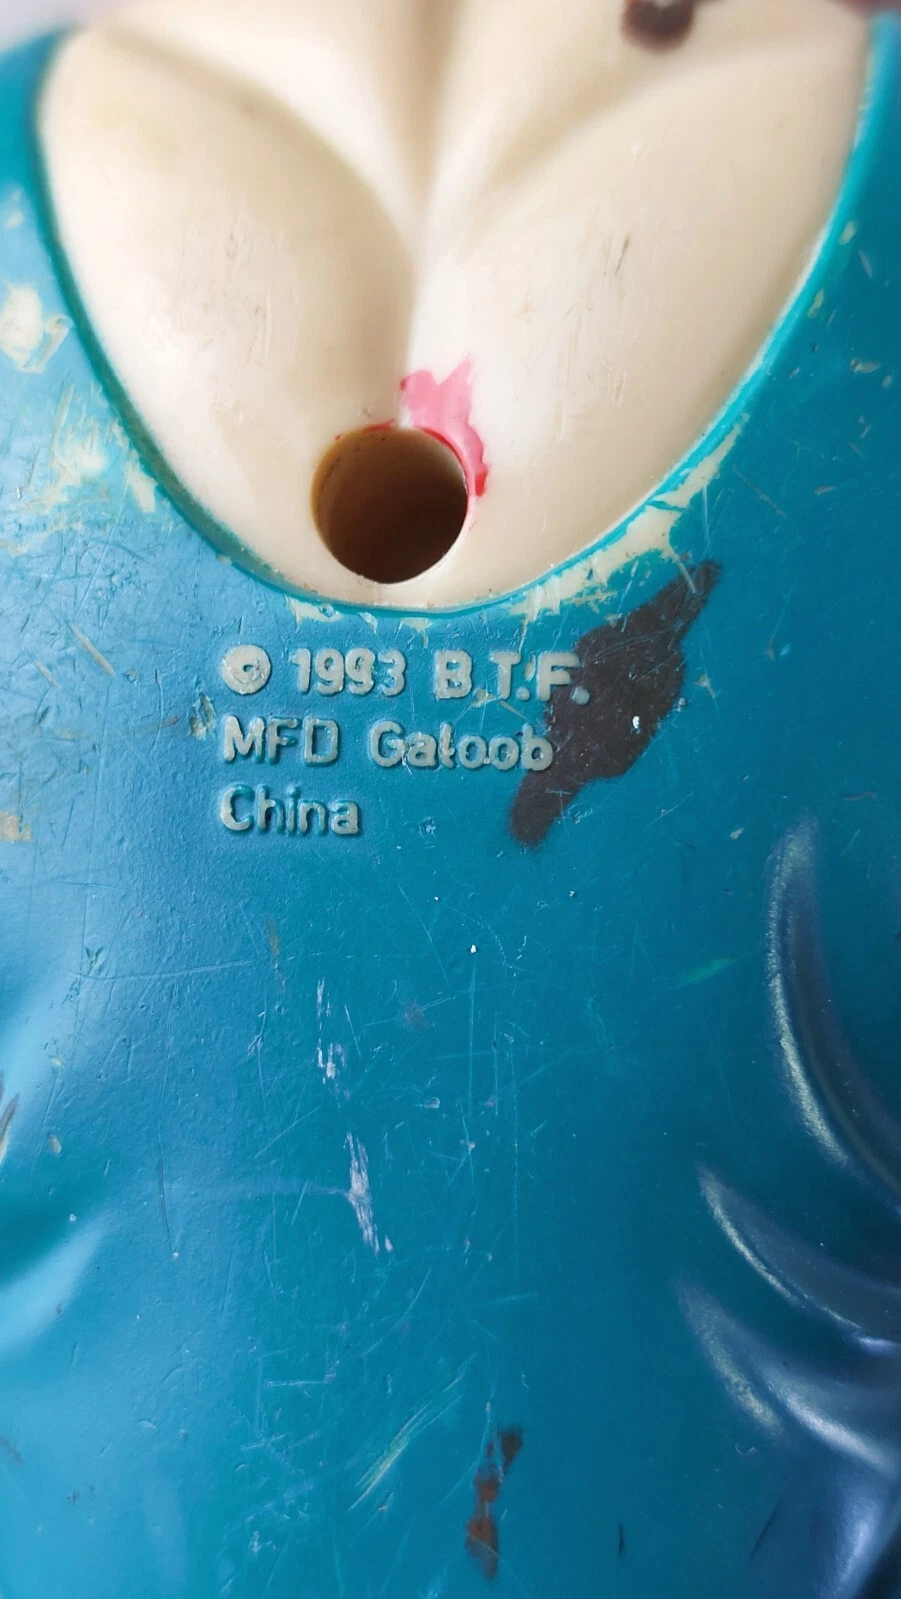 © 1993 B.T.F.
MFD Galoob
China